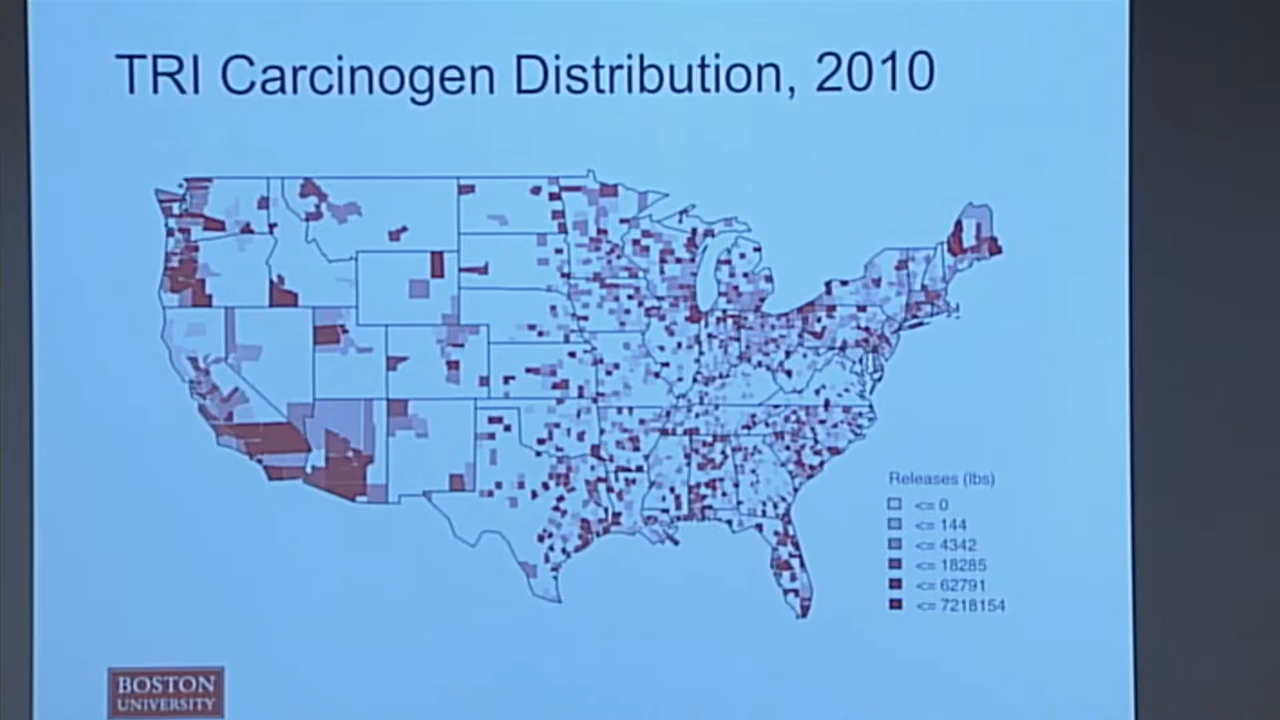 TRI Carcinogen Distribution, 2010
Releases (lbs)
<= 0
<= 144
<= 4342
<= 18285
<= 62791
<= 7218154
BOSTON
UNIVERSITY